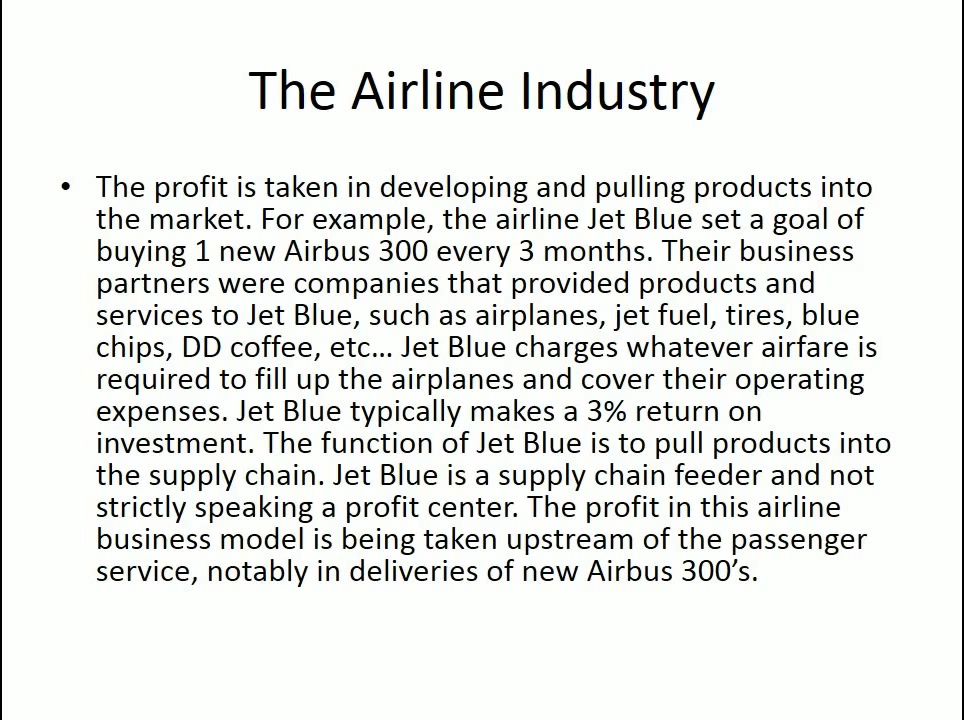 The Airline Industry
• The profit is taken in developing and pulling products into
the market. For example, the airline Jet Blue set a goal of
buying 1 new Airbus 300 every 3 months. Their business
partners were companies that provided products and
services to Jet Blue, such as airplanes, jet fuel, tires, blue
chips, DD coffee, etc... Jet Blue charges whatever airfare is
required to fill up the airplanes and cover their operating
expenses. Jet Blue typically makes a 3% return on
investment. The function of Jet Blue is to pull products into
the supply chain. Jet Blue is a supply chain feeder and not
strictly speaking a profit center. The profit in this airline
business model is being taken upstream of the passenger
service, notably in deliveries of new Airbus 300’s.